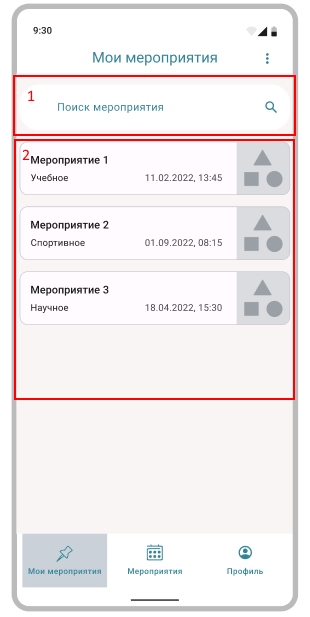 9:30
Мои мероприятия
1
Поиск мероприятия
2
Мероприятие 1
Учебное 11.02.2022, 13:45
Мероприятие 2
Спортивное 01.09.2022, 08:15
Мероприятие 3
Научное 18.04.2022, 15:30
Мои мероприятия Мероприятия Профиль